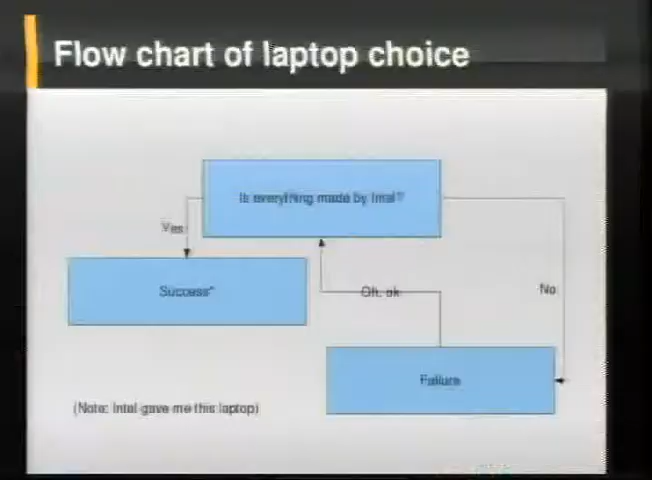 Flow chart of laptop choice
Is everything made by Intel?
Yes
Success*
Oh, ok
No
Failure
(Note: Intel gave me this laptop)